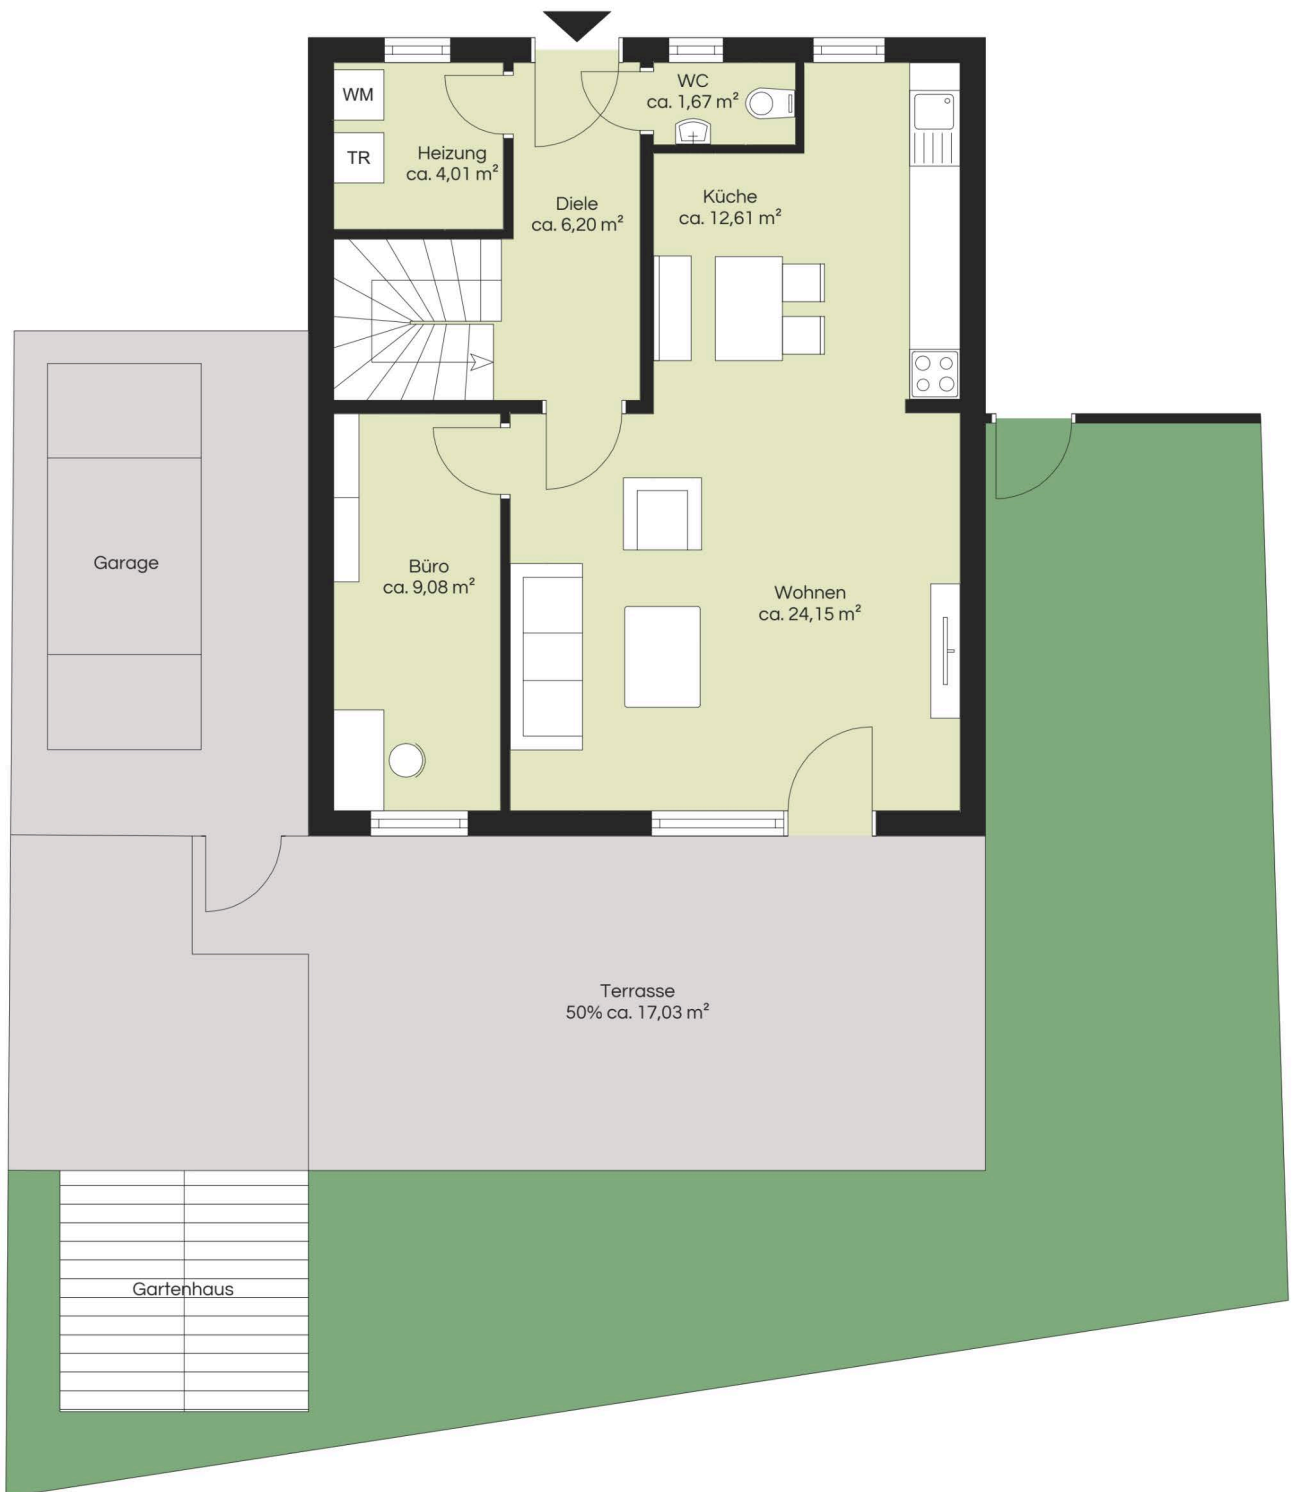 WM
WC
ca. 1,67 m²
TR
Heizung
ca. 4,01 m²
Diele
ca. 6,20 m²
Küche
ca. 12,61 m²
Garage
Büro
ca. 9,08 m²
Wohnen
ca. 24,15 m²
Terrasse
50% ca. 17,03 m²
Gartenhaus